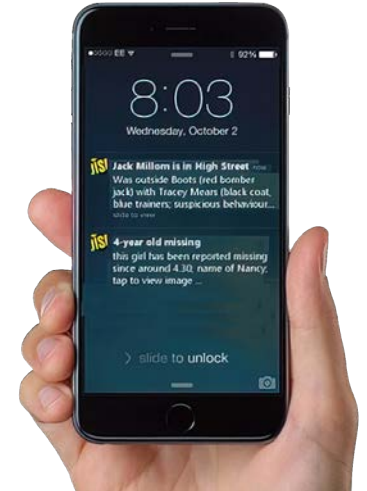 EE 92%
8:03
Wednesday, October 2
JISI Jack Millom is in High Street now
Was outside Boots (red bomber
jack) with Tracey Mears (black coat,
blue trainers; suspicious behaviour...
slide to view
JISI 4-year old missing
this girl has been reported missing
since around 4.30; name of Nancy.
tap to view image ...
slide to unlock